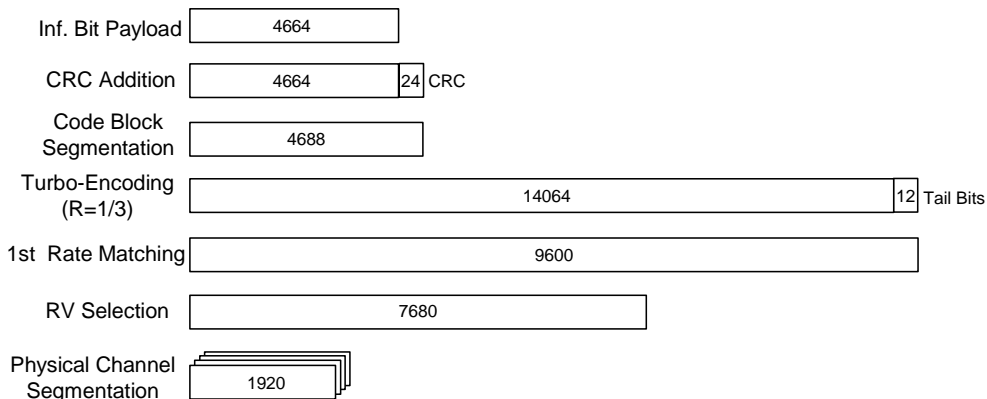 Inf. Bit Payload
4664
CRC Addition
4664
24
CRC
Code Block
Segmentation
4688
Turbo-Encoding
(R=1/3)
14064
12
Tail Bits
1st Rate Matching
9600
RV Selection
7680
Physical Channel
Segmentation
1920